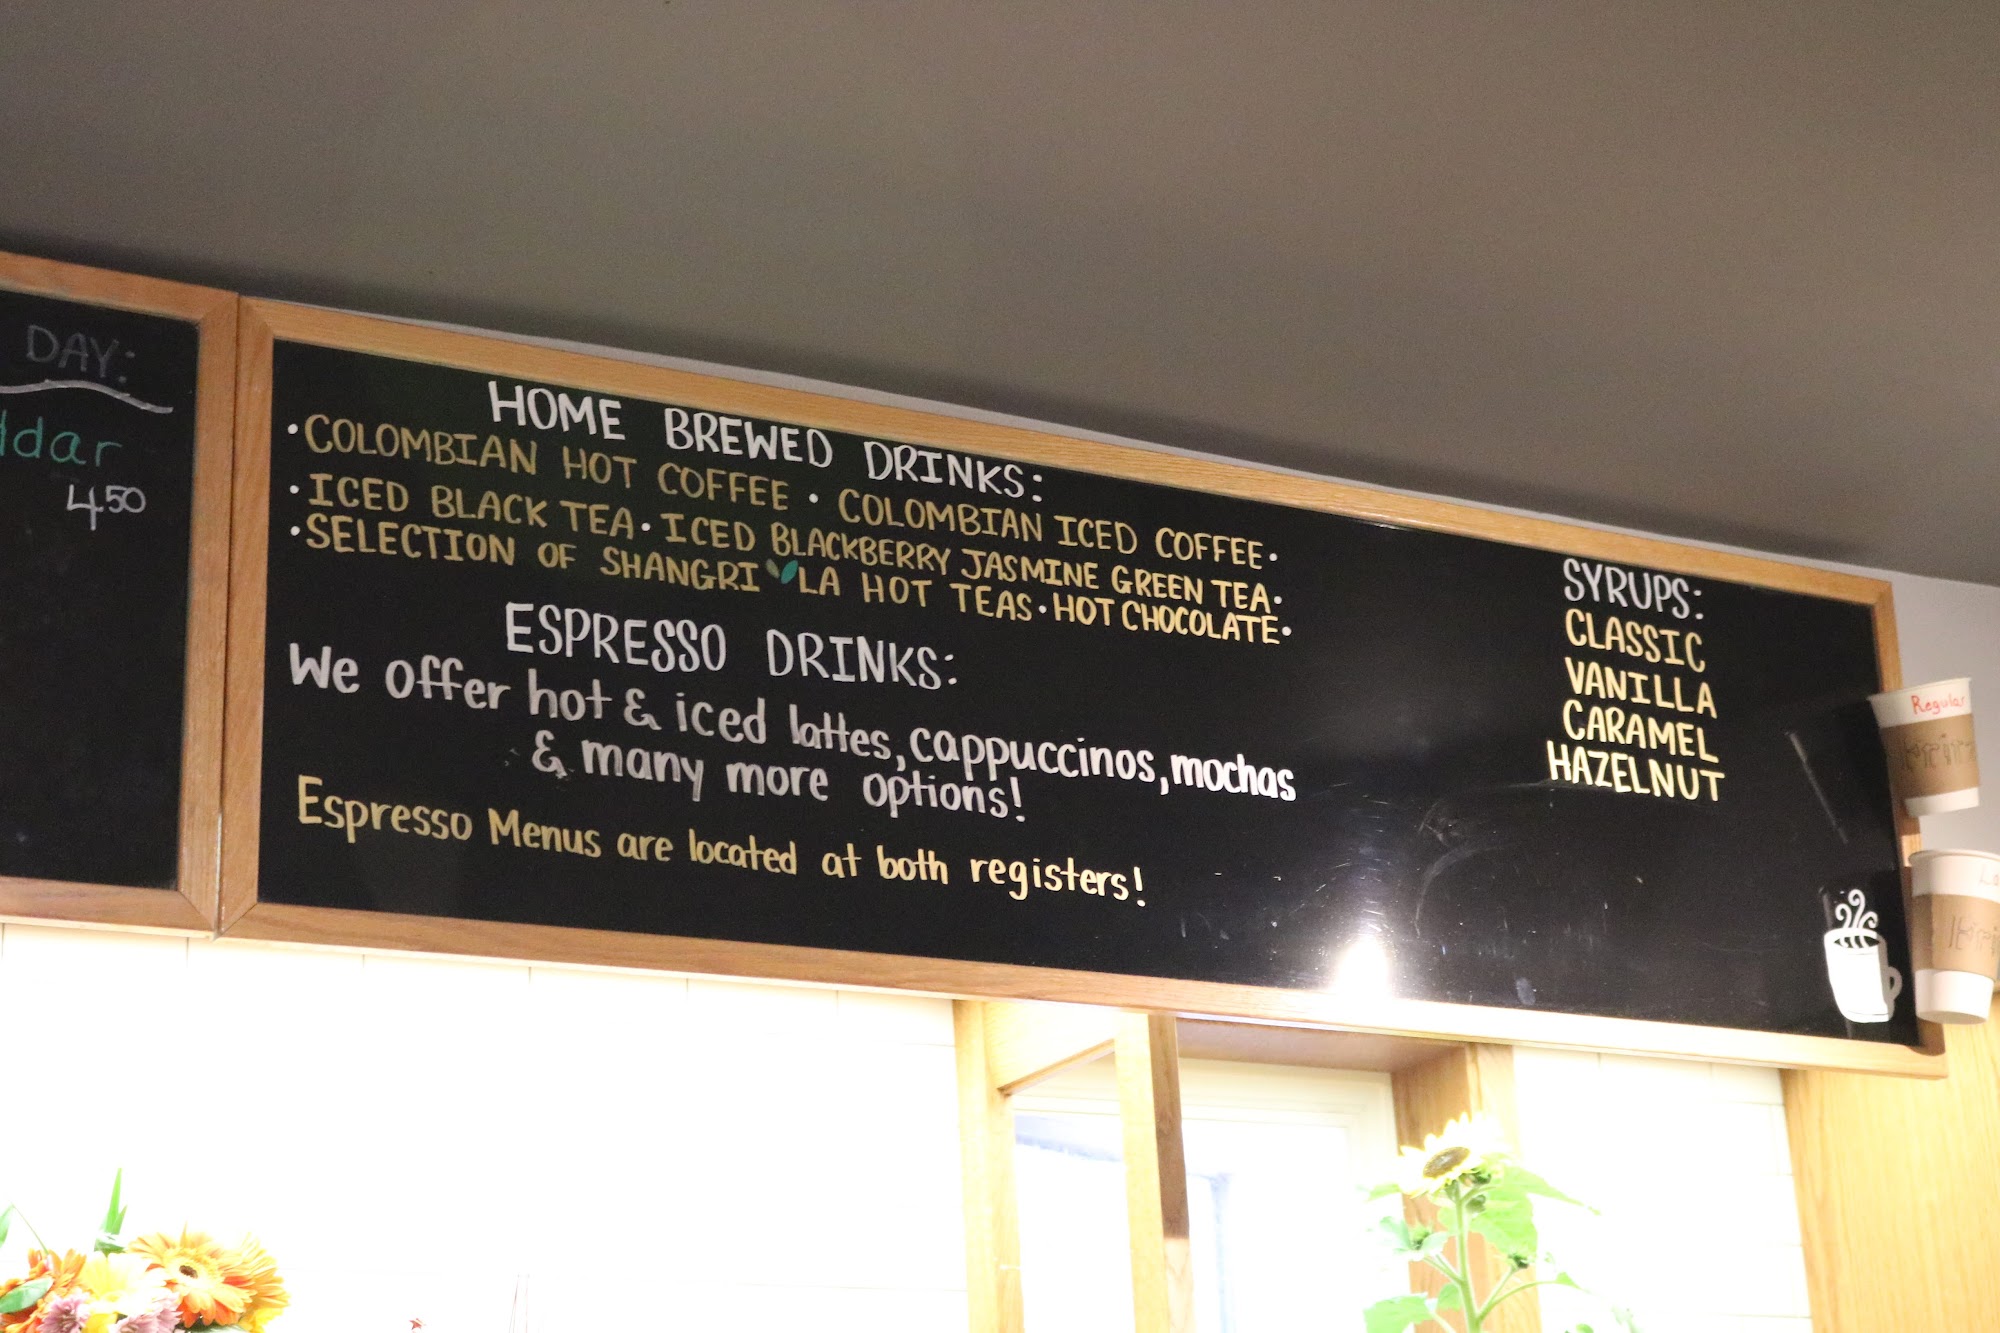 DAY:
ddar
4.50
HOME BREWED DRINKS:
• COLOMBIAN HOT COFFEE • COLOMBIAN ICED COFFEE •
• ICED BLACK TEA • ICED BLACKBERRY JASMINE GREEN TEA •
• SELECTION OF SHANGRI LA HOT TEAS • HOT CHOCOLATE •
ESPRESSO DRINKS:
We offer hot & iced lattes, cappuccinos, mochas
& many more options!
Espresso Menus are located at both registers!
SYRUPS:
CLASSIC
VANILLA
CARAMEL
HAZELNUT
Regular